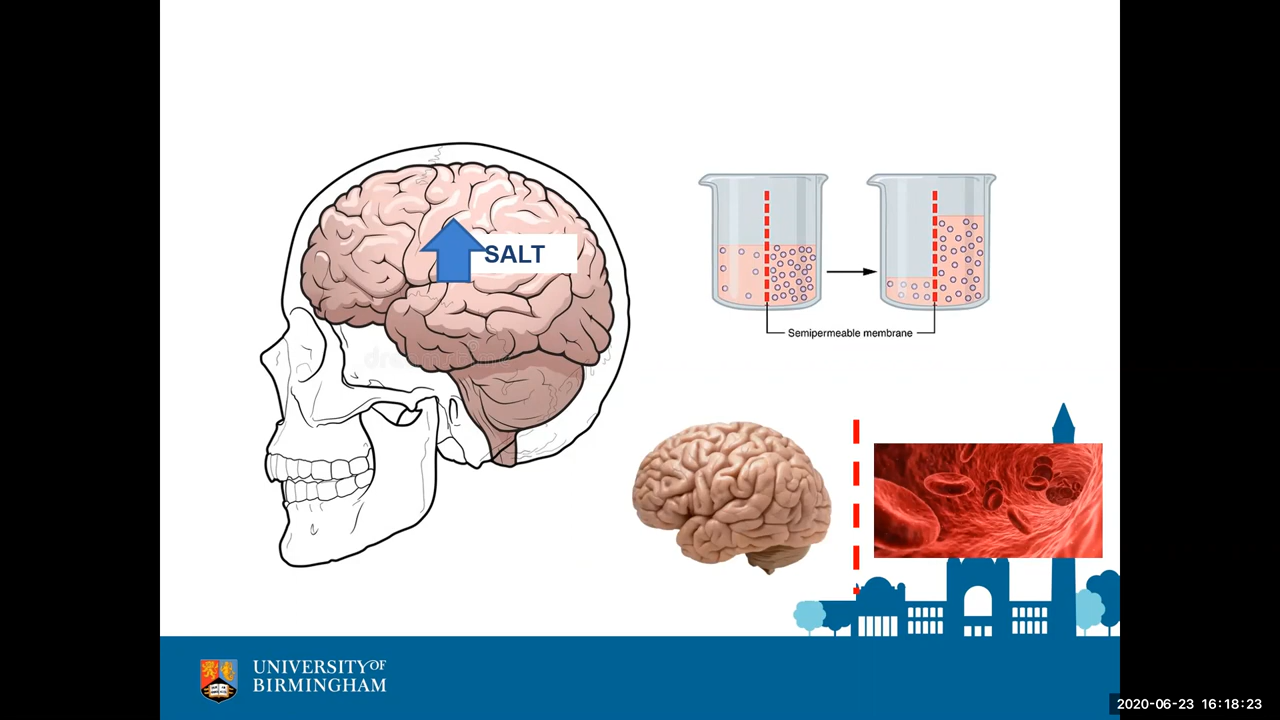 SALT
Semipermeable membrane
UNIVERSITY OF
BIRMINGHAM
2020-06-23 16:18:23